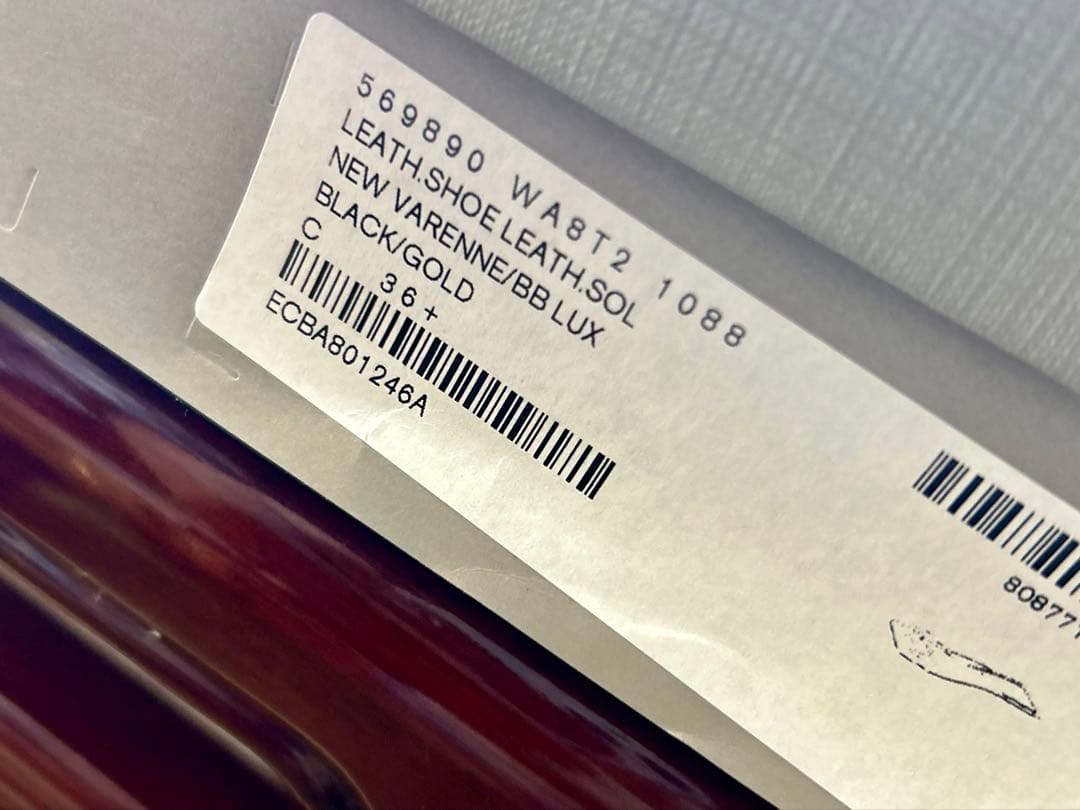 569890 WA8T2 1088
LEATH.SHOE LEATH.SOL
NEW VARENNE/BB LUX
BLACK/GOLD
C 36+
ECBA801246A
80877